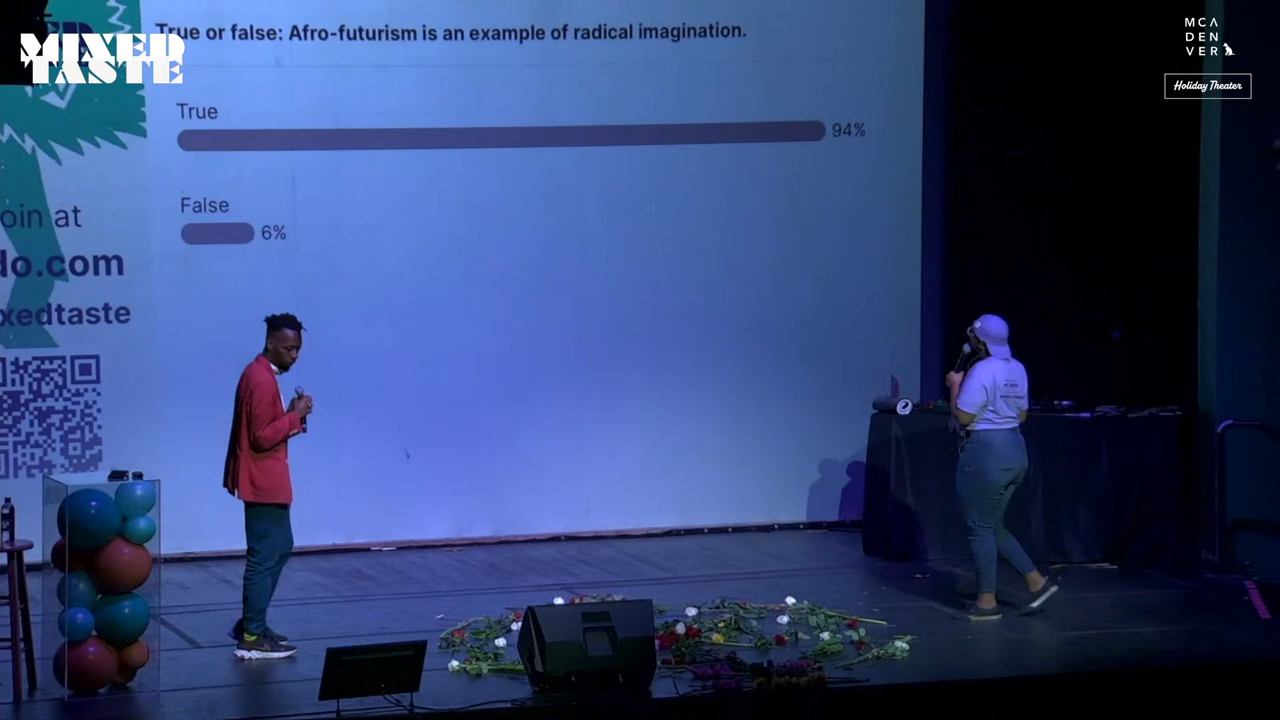 MIXED
TASTE
True or false: Afro-futurism is an example of radical imagination.
MCA
DEN
VER
Holiday Theater
True
94%
False
6%
oin at
do.com
xedtaste